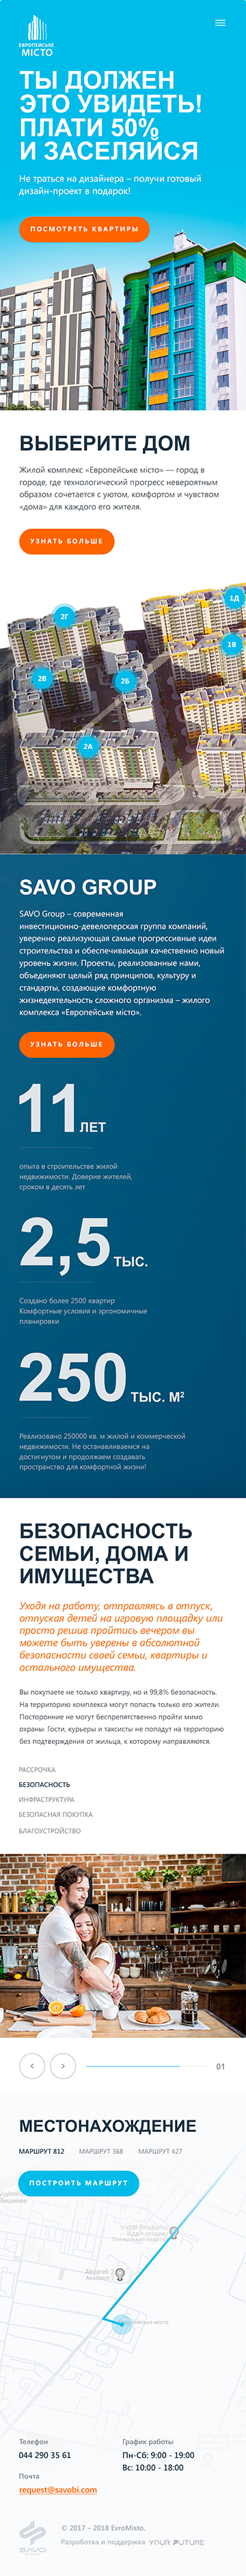 ЕВРОПЕЙСЬКЕ
МІСТО
ТЫ ДОЛЖЕН
ЭТО УВИДЕТЬ!
ПЛАТИ 50%
И ЗАСЕЛЯЙСЯ
Не траться на дизайнера – получи готовый
дизайн-проект в подарок!
ПОСМОТРЕТЬ КВАРТИРЫ
ВЫБЕРИТЕ ДОМ
Жилой комплекс «Европейське місто» — город в
городе, где технологический прогресс невероятным
образом сочетается с уютом, комфортом и чувством
«дома» для каждого его жителя.
УЗНАТЬ БОЛЬШЕ
1Д
2Г
1В
2В
2Б
2А
SAVO GROUP
SAVO Group – современная
инвестиционно-девелоперская группа компаний,
уверенно реализующая самые прогрессивные идеи
строительства и обеспечивающая качественно новый
уровень жизни. Проекты, реализованные нами,
объединяют целый ряд принципов, культуру и
стандарты, создающие комфортную
жизнедеятельность сложного организма – жилого
комплекса «Европейське місто».
УЗНАТЬ БОЛЬШЕ
11 ЛЕТ
опыта в строительстве жилой
недвижимости. Доверие жителей,
сроком в десять лет
2,5 ТЫС.
Создано более 2500 квартир
Комфортные условия и эргономичные
планировки
250 ТЫС. М²
Реализовано 250000 кв. м жилой и коммерческой
недвижимости. Не останавливаемся на
достигнутом и продолжаем создавать
пространство для комфортной жизни!
БЕЗОПАСНОСТЬ
СЕМЬИ, ДОМА И
ИМУЩЕСТВА
Уходя на работу, отправляясь в отпуск,
отпуская детей на игровую площадку или
просто решив пройтись вечером вы
можете быть уверены в абсолютной
безопасности своей семьи, квартиры и
остального имущества.
Вы покупаете не только квартиру, но и 99,8% безопасность.
На территорию комплекса могут попасть только его жители.
Посторонние не могут беспрепятственно пройти мимо
охраны. Гости, курьеры и таксисты не попадут на территорию
без подтверждения от жильца, к которому направляются.
РАССРОЧКА
БЕЗОПАСНОСТЬ
ИНФРАСТРУКТУРА
БЕЗОПАСНАЯ ПОКУПКА
БЛАГОУСТРОЙСТВО
01
МЕСТОНАХОЖДЕНИЕ
МАРШРУТ 812 МАРШРУТ 368 МАРШРУТ 427
ПОСТРОИТЬ МАРШРУТ
Вишневе
Akvareli 2
Акварели 2
Телефон
044 290 35 61
График работы
Пн-Сб: 9:00 - 19:00
Вс: 10:00 - 18:00
Почта
request@savobi.com
SAVO
© 2017 – 2018 EvroMisto.
Разработка и поддержка YOUR FUTURE